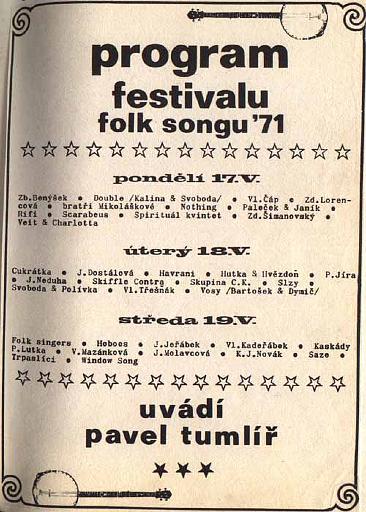 program
festivalu
folk songu'71
pondělí 17.V.
Zb.Benýšek • Double /Kalina & Svoboda/ • Vl.Čáp • Zd.Loren-
cová • bratři Mikoláškové • Nothing • Paleček & Janík •
Rifi • Scarabeus • Spirituál kvintet • Zd.Šimanovský •
Veit & Charlotta
úterý 18.V.
Cukrátka • J.Dostálová • Havrani • Hutka & Hvězdoň • P.Jíra
• J.Neduha • Skiffle Contra • Skupina C.K. • Slzy •
Svoboda & Polívka • Vl.Třešnák • Vosy /Bartošek & Dymič/
středa 19.V.
Folk singers • Hoboes • J.Jeřábek • Vl.Kadeřábek • Kaskády
P.Lutka • V.Mazánková • J.Molavcová • K.J.Novák • Saze •
Trpaslíci • Window Song
uvádí
pavel tumlíř